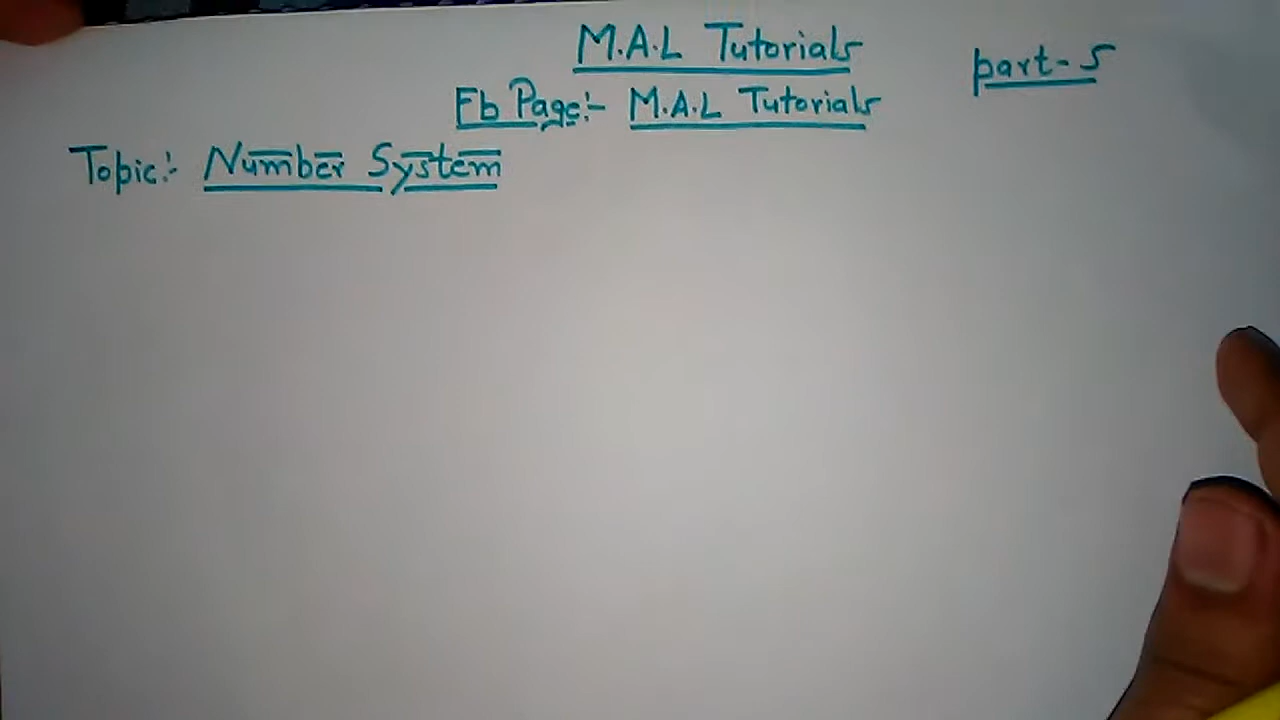 M.A.L Tutorials
part-5
Fb Page:- M.A.L Tutorials
Topic:- Number System